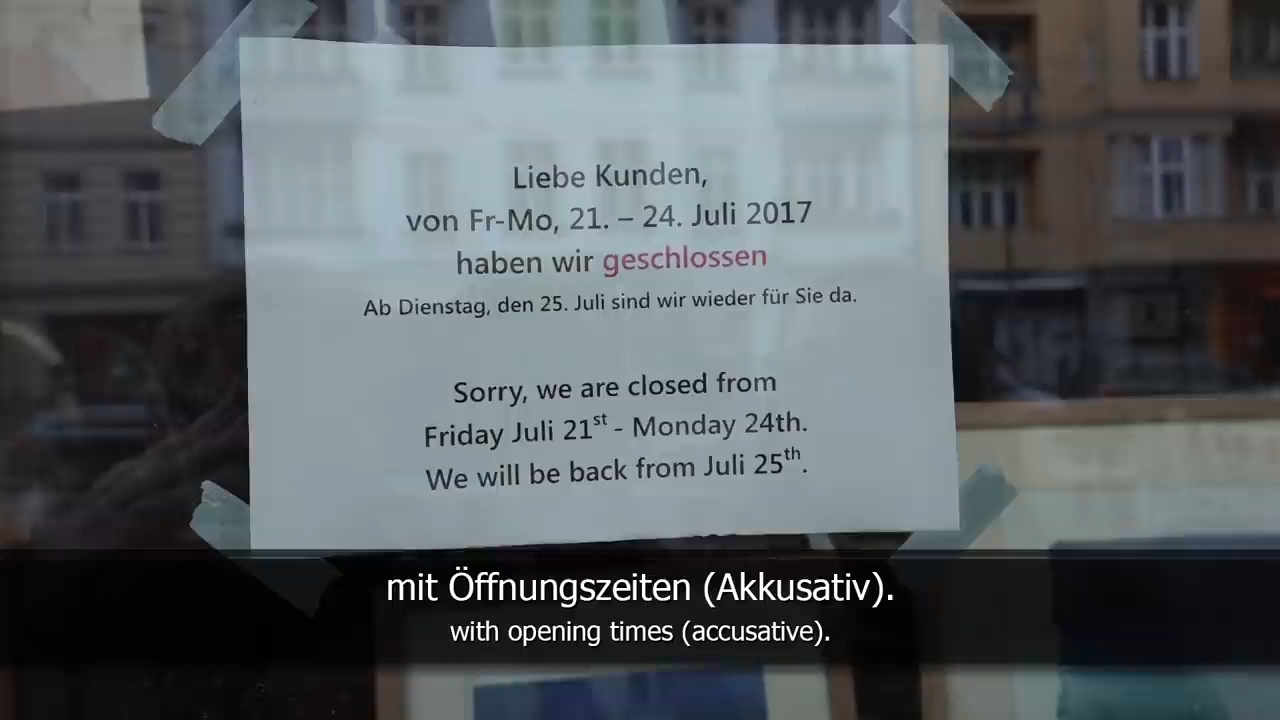 Liebe Kunden,
von Fr-Mo, 21. – 24. Juli 2017
haben wir geschlossen
Ab Dienstag, den 25. Juli sind wir wieder für Sie da.
Sorry, we are closed from
Friday Juli 21st - Monday 24th.
We will be back from Juli 25th.
mit Öffnungszeiten (Akkusativ).
with opening times (accusative).